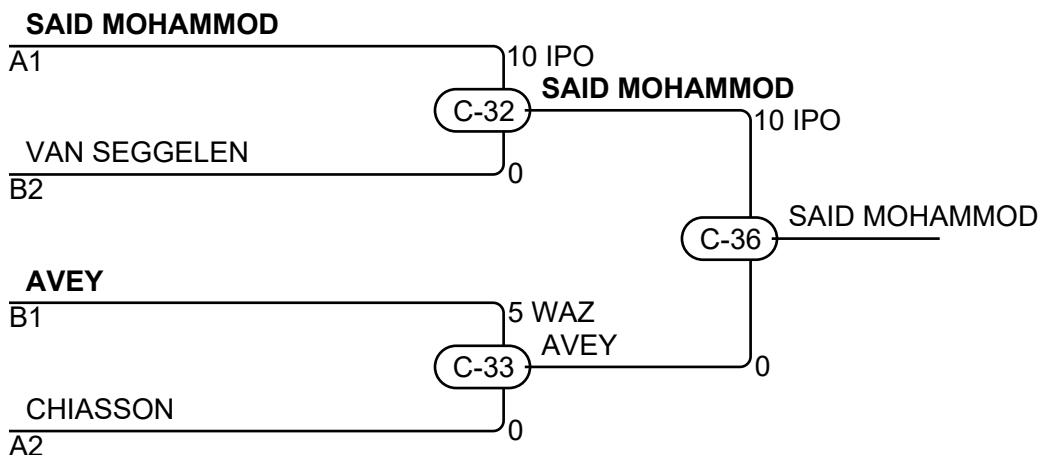 SAID MOHAMMOD
A1
10 IPO
C-32
SAID MOHAMMOD
10 IPO
VAN SEGGELEN
B2
0
C-36
SAID MOHAMMOD
AVEY
B1
5 WAZ
C-33
AVEY
0
CHIASSON
A2
0